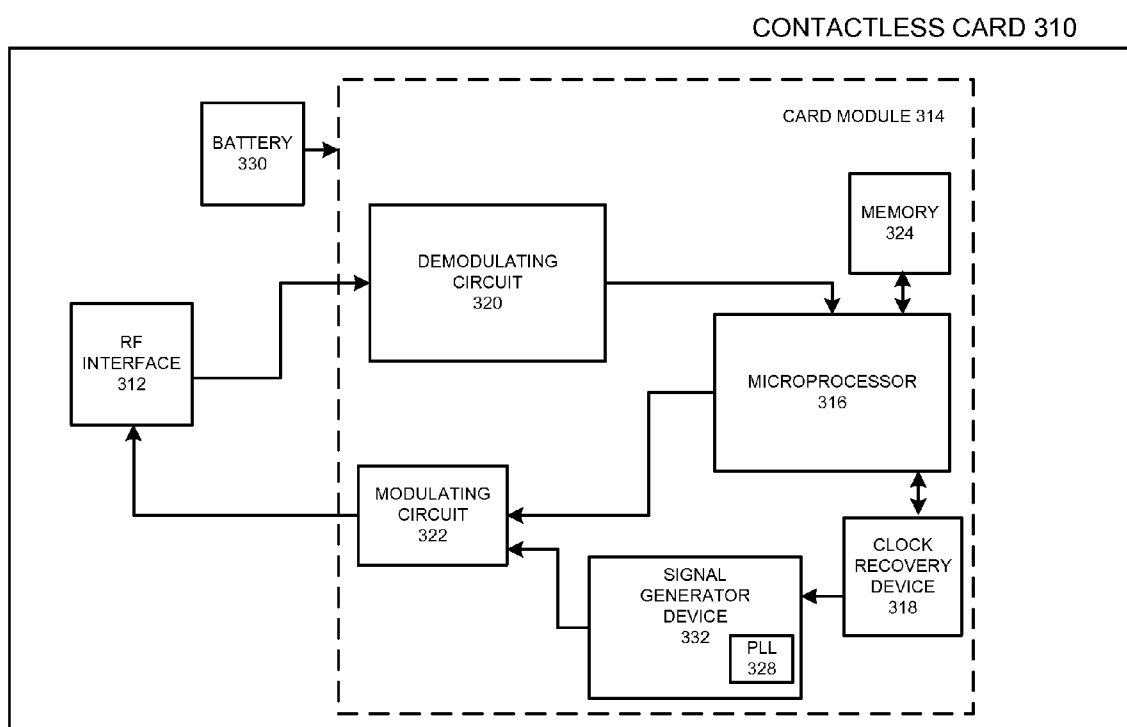 CONTACTLESS CARD 310
CARD MODULE 314
BATTERY
330
MEMORY
324
DEMODULATING
CIRCUIT
320
RF
INTERFACE
312
MICROPROCESSOR
316
MODULATING
CIRCUIT
322
SIGNAL
GENERATOR
DEVICE
332
PLL
328
CLOCK
RECOVERY
DEVICE
318